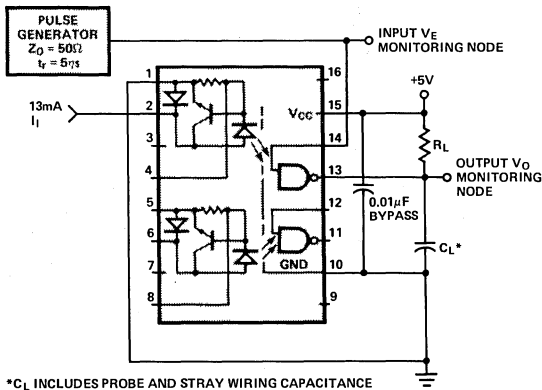 PULSE
GENERATOR
Z₀ = 50Ω
tᵣ = 5ηs
INPUT VE
MONITORING NODE
+5V
1
16
13mA
II
2
VCC
15
3
14
RL
4
13
OUTPUT VO
MONITORING
NODE
5
12
0.01μF
BYPASS
6
11
CL*
7
GND
10
8
9
*CL INCLUDES PROBE AND STRAY WIRING CAPACITANCE